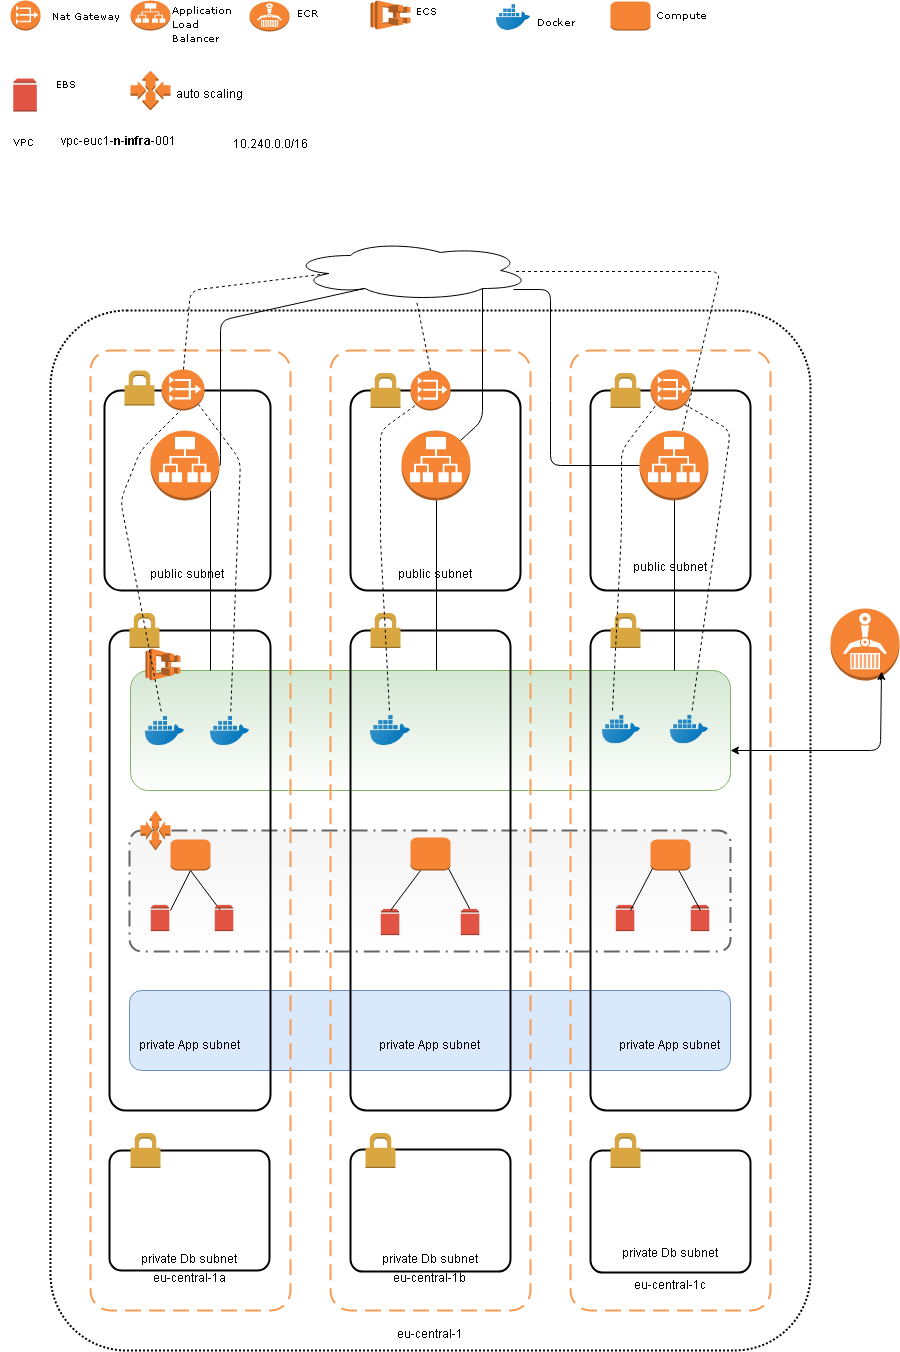 Nat Gateway
Application
Load
Balancer
ECR
ECS
Docker
Compute
EBS
auto scaling
VPC
vpc-euc1-n-infra-001
10.240.0.0/16
public subnet
public subnet
public subnet
private App subnet
private App subnet
private App subnet
private Db subnet
private Db subnet
private Db subnet
eu-central-1a
eu-central-1b
eu-central-1c
eu-central-1